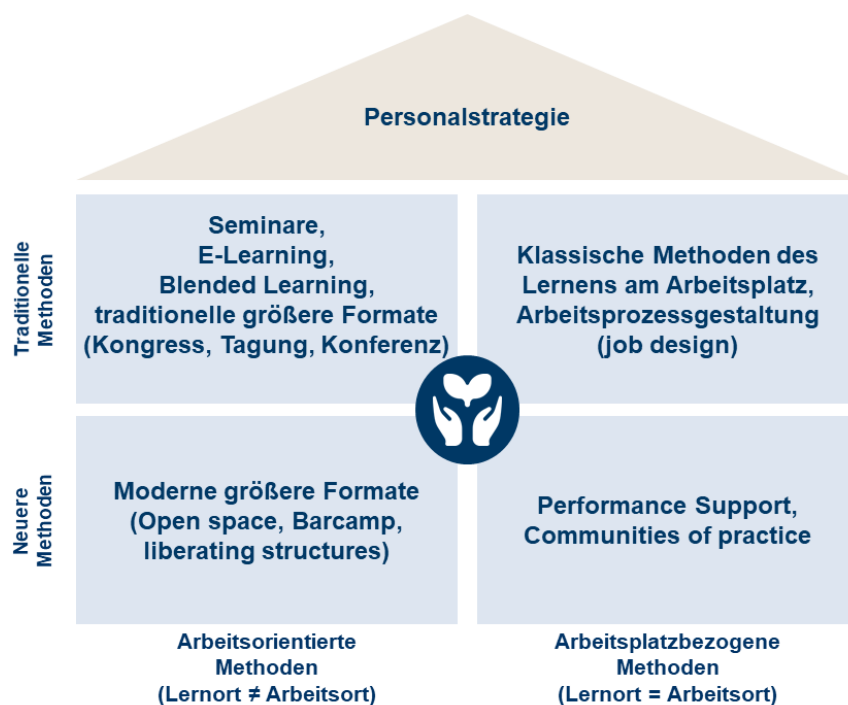 Personalstrategie
Traditionelle
Methoden
Seminare,
E-Learning,
Blended Learning,
traditionelle größere Formate
(Kongress, Tagung, Konferenz)
Klassische Methoden des
Lernens am Arbeitsplatz,
Arbeitsprozessgestaltung
(job design)
Neuere
Methoden
Moderne größere Formate
(Open space, Barcamp,
liberating structures)
Performance Support,
Communities of practice
Arbeitsorientierte
Methoden
(Lernort ≠ Arbeitsort)
Arbeitsplatzbezogene
Methoden
(Lernort = Arbeitsort)